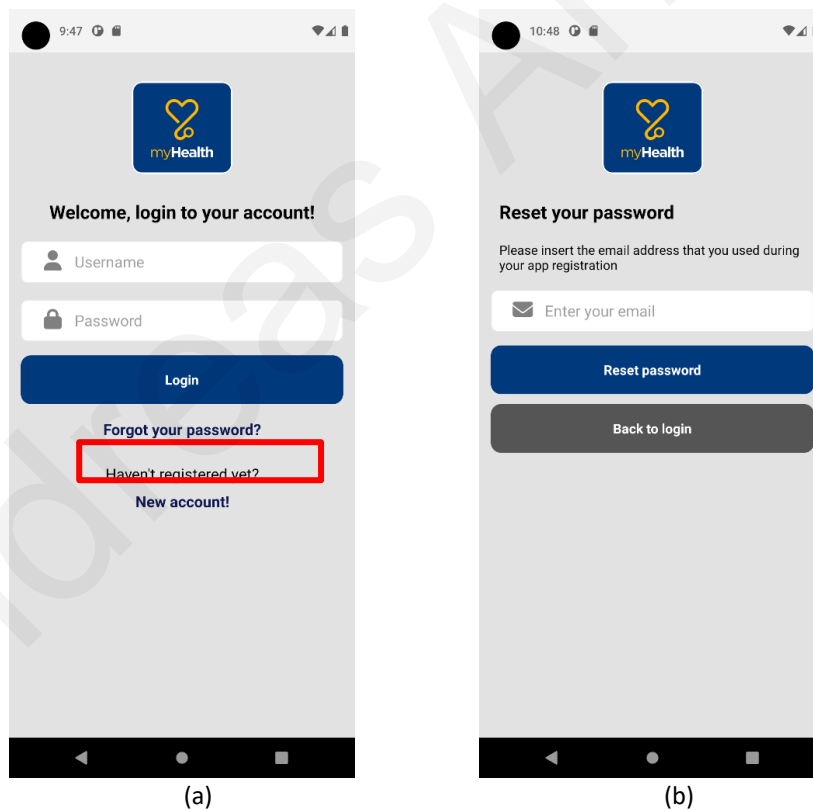 9:47
myHealth
Welcome, login to your account!
Username
Password
Login
Forgot your password?
Haven't registered yet?
New account!
(a)
10:48
myHealth
Reset your password
Please insert the email address that you used during
your app registration
Enter your email
Reset password
Back to login
(b)